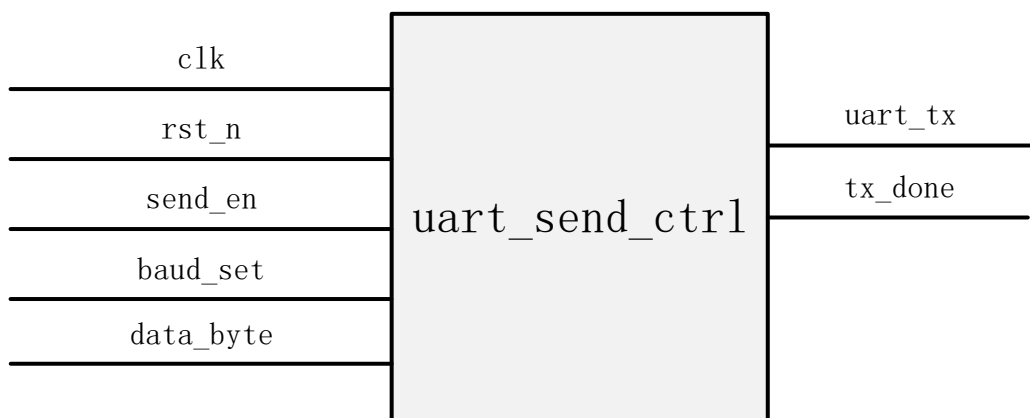 clk
rst_n
send_en
baud_set
data_byte
uart_send_ctrl
uart_tx
tx_done